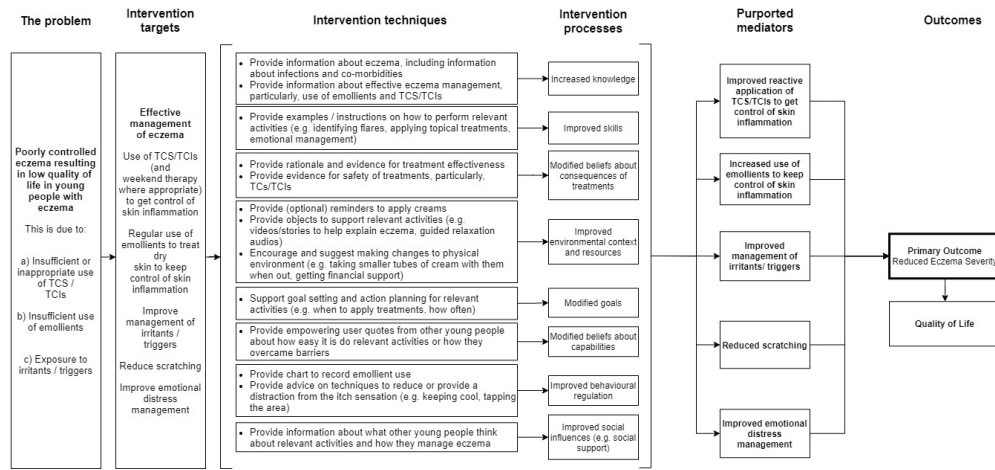 The problem
Intervention
targets
Intervention techniques
Intervention
processes
Purported
mediators
Outcomes
Poorly controlled
eczema resulting
in low quality of
life in young
people with
eczema
This is due to:
a) Insufficient or
inappropriate use
of TCS /
TCIs
b) Insufficient
use of emollients
c) Exposure to
irritants / triggers
Effective
management
of eczema
Use of TCS/TCIs
(and
weekend therapy
where appropriate)
to get control of
skin inflammation
Regular use of
emollients to treat
dry
skin to keep
control of skin
inflammation
Improve
management of
irritants /
triggers
Reduce scratching
Improve emotional
distress
management
• Provide information about eczema, including information
about infections and co-morbidities
• Provide information about effective eczema management,
particularly, use of emollients and TCS/TCIs
• Provide examples / instructions on how to perform relevant
activities (e.g. identifying flares, applying topical treatments,
emotional management)
• Provide rationale and evidence for treatment effectiveness
• Provide evidence for safety of treatments, particularly,
TCs/TCIs
• Provide (optional) reminders to apply creams
• Provide objects to support relevant activities (e.g.
videos/stories to help explain eczema, guided relaxation
audios)
• Encourage and suggest making changes to physical
environment (e.g. taking smaller tubes of cream with them
when out, getting financial support)
• Support goal setting and action planning for relevant
activities (e.g. when to apply treatments, how often)
• Provide empowering user quotes from other young people
about how easy it is do relevant activities or how they
overcame barriers
• Provide chart to record emollient use
• Provide advice on techniques to reduce or provide a
distraction from the itch sensation (e.g. keeping cool, tapping
the area)
• Provide information about what other young people think
about relevant activities and how they manage eczema
Increased knowledge
Improved skills
Modified beliefs about
consequences of
treatments
Improved
environmental context
and resources
Modified goals
Modified beliefs about
capabilities
Improved behavioural
regulation
Improved social
influences (e.g. social
support)
Improved reactive
application of
TCS/TCIs to get
control of skin
inflammation
Increased use of
emollients to keep
control of skin
inflammation
Improved
management of
irritants/ triggers
Reduced scratching
Improved emotional
distress
management
Primary Outcome
Reduced Eczema Severity
Quality of Life